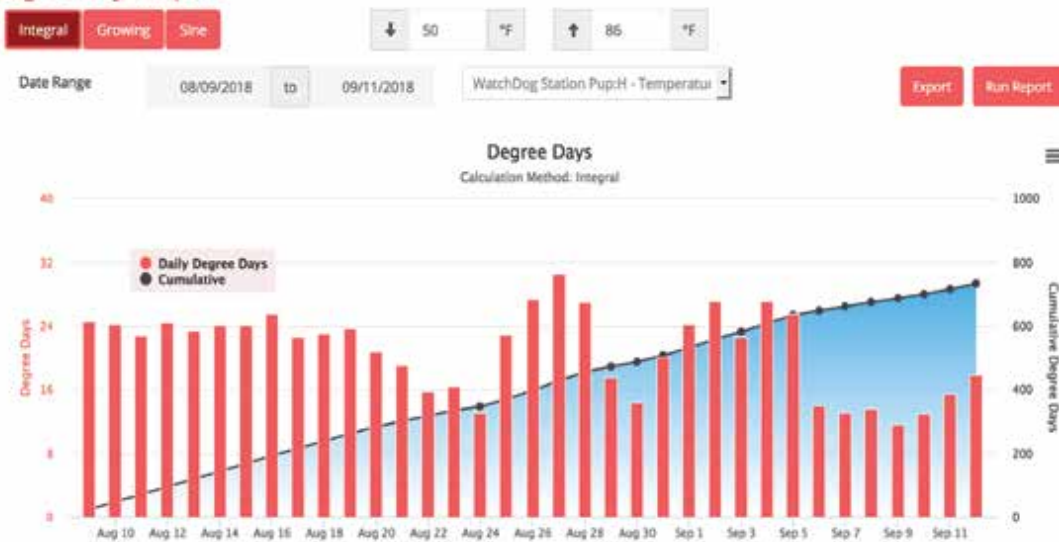 Integral Growing Sine 50 °F 86 °F
Date Range 08/09/2018 to 09/11/2018 WatchDog Station Pup:H - Temperatur Export Run Report
Degree Days
Calculation Method: Integral
40 1000
Daily Degree Days
Cumulative
32 800
24 600
16 400
8 200
0 0
Degree Days
Cumulative Degree Days
Aug 10 Aug 12 Aug 14 Aug 16 Aug 18 Aug 20 Aug 22 Aug 24 Aug 26 Aug 28 Aug 30 Sep 1 Sep 3 Sep 5 Sep 7 Sep 9 Sep 11